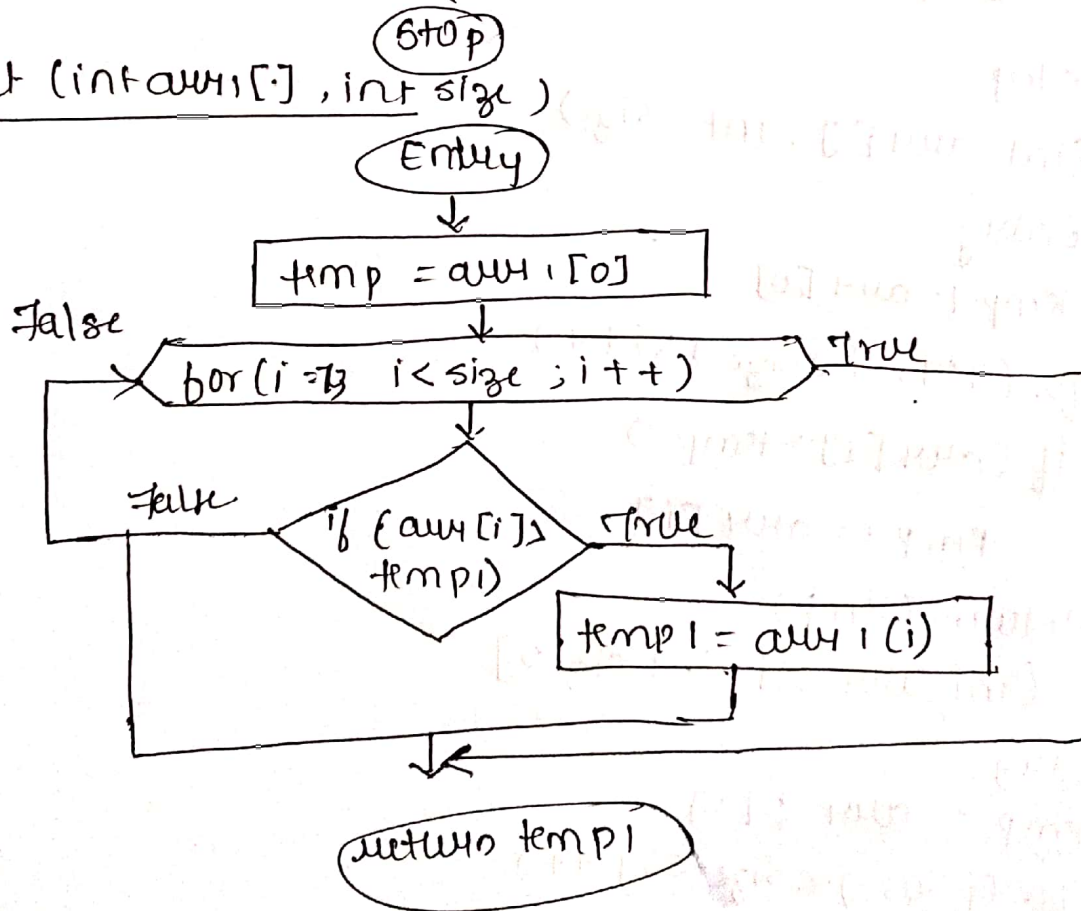 Stop
t (int arr1[.] , int size )
Entry
temp = arr1[0]
False
for(i = i < size ; i++)
True
False
if (arr[i]>
temp1)
True
temp1 = arr1(i)
return temp1